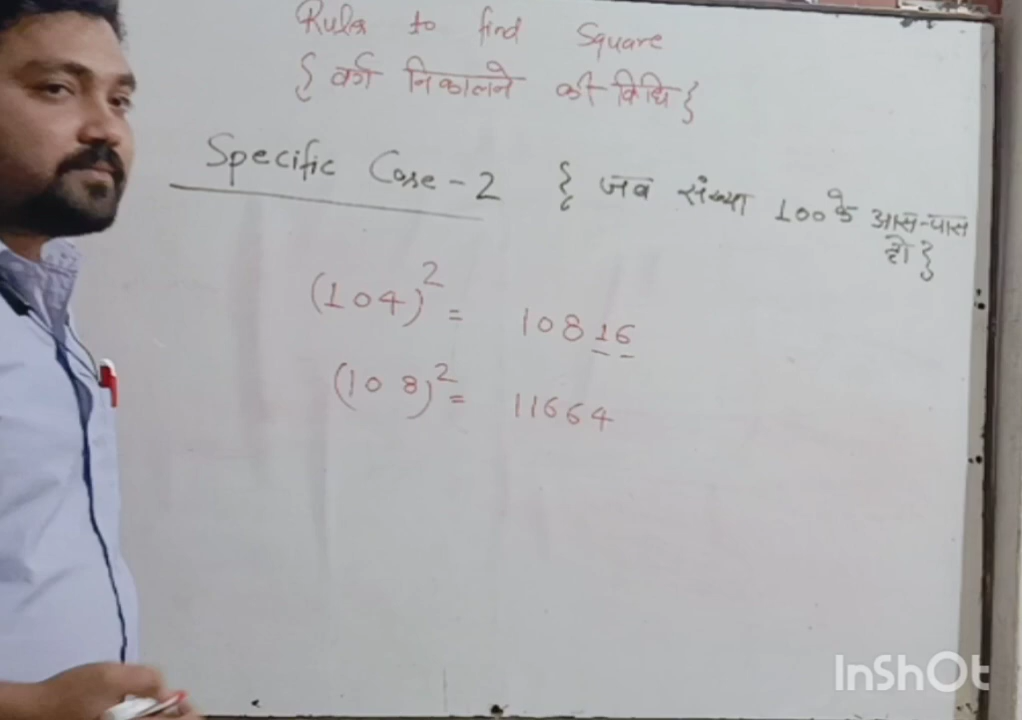 Rules to find Square
{ वर्ग निकालने की विधि }
Specific Case - 2 { जब संख्या 100 के आस-पास
हो }
(104)² = 10816
(108)² = 11664
InShOt